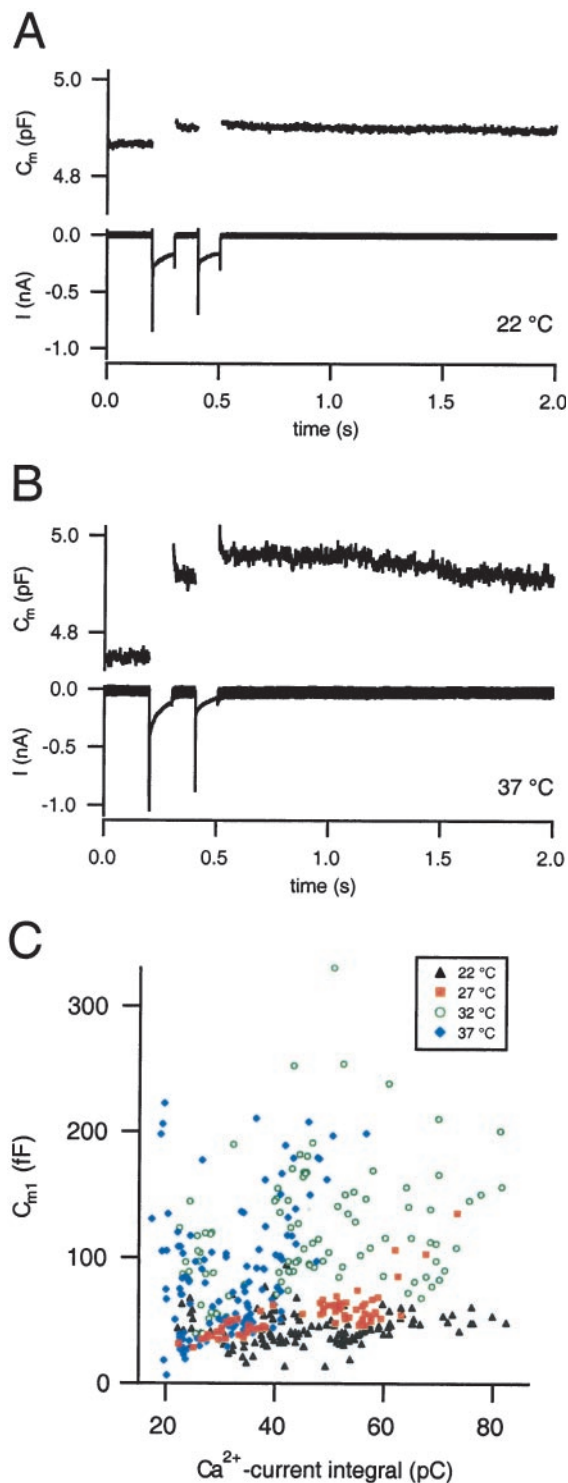 A
5.0
4.8
C_m (pF)
0.0
-0.5
-1.0
I (nA)
22 °C
0.0 0.5 1.0 1.5 2.0
time (s)
B
5.0
4.8
C_m (pF)
0.0
-0.5
-1.0
I (nA)
37 °C
0.0 0.5 1.0 1.5 2.0
time (s)
C
22 °C
27 °C
32 °C
37 °C
300
200
100
0
C_m1 (fF)
20 40 60 80
Ca²⁺-current integral (pC)